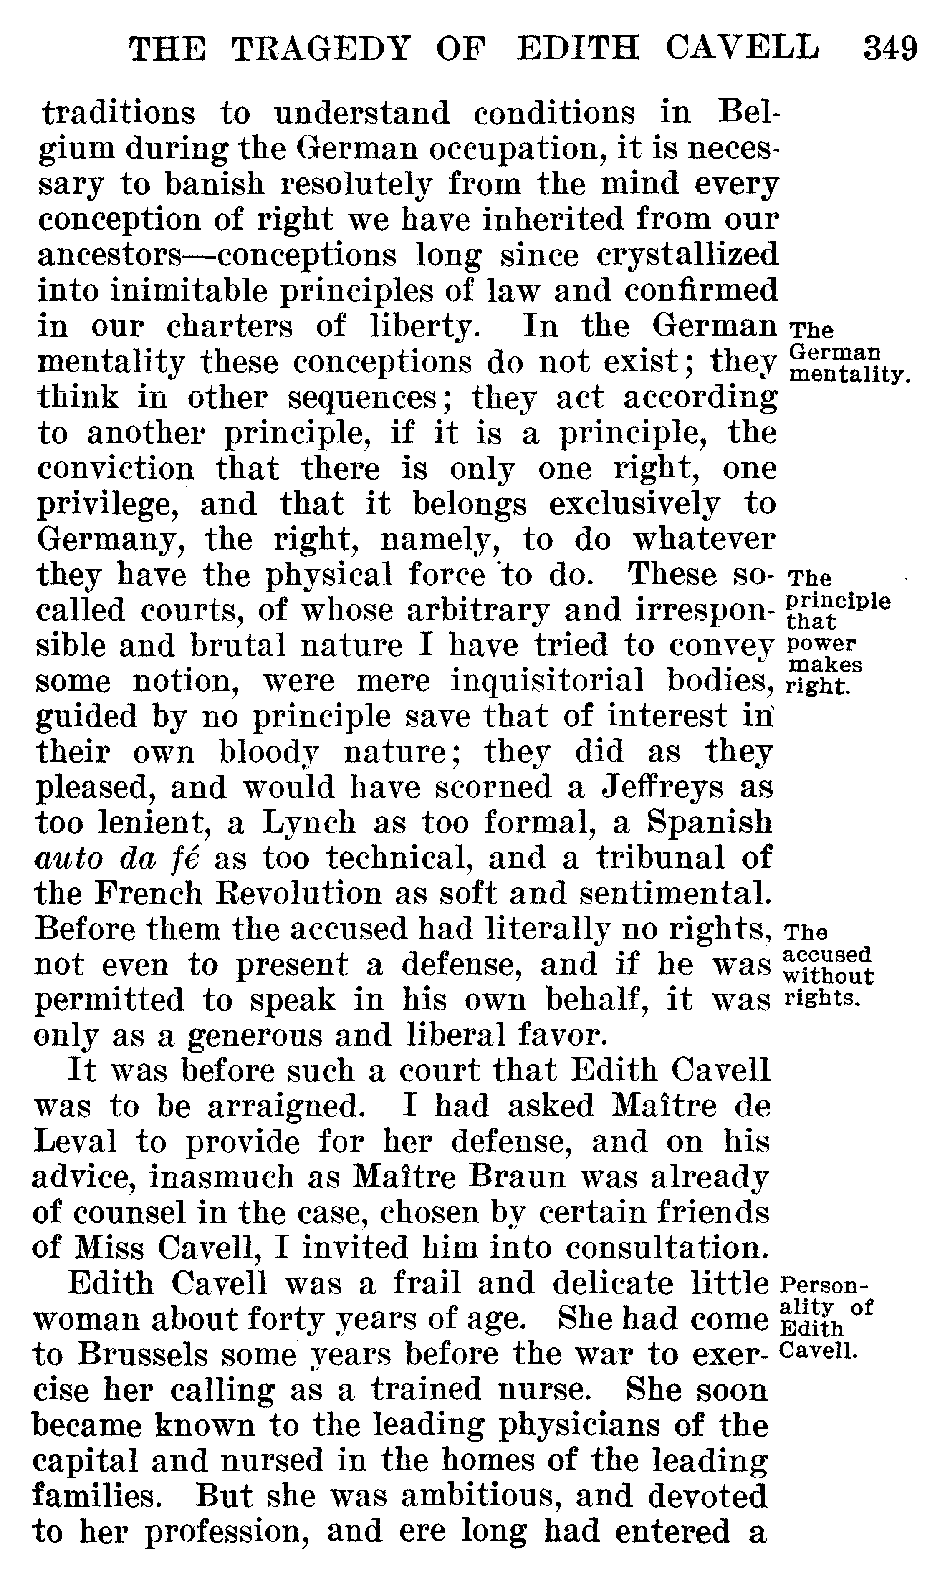 THE TRAGEDY OF EDITH CAVELL 349
traditions to understand conditions in Bel-
gium during the German occupation, it is neces-
sary to banish resolutely from the mind every
conception of right we have inherited from our
ancestors—conceptions long since crystallized
into inimitable principles of law and confirmed
in our charters of liberty. In the German
mentality these conceptions do not exist; they
think in other sequences; they act according
to another principle, if it is a principle, the
conviction that there is only one right, one
privilege, and that it belongs exclusively to
Germany, the right, namely, to do whatever
they have the physical force to do. These so-
called courts, of whose arbitrary and irrespon-
sible and brutal nature I have tried to convey
some notion, were mere inquisitorial bodies,
guided by no principle save that of interest in
their own bloody nature; they did as they
pleased, and would have scorned a Jeffreys as
too lenient, a Lynch as too formal, a Spanish
auto da fé as too technical, and a tribunal of
the French Revolution as soft and sentimental.
Before them the accused had literally no rights,
not even to present a defense, and if he was
permitted to speak in his own behalf, it was
only as a generous and liberal favor.
It was before such a court that Edith Cavell
was to be arraigned. I had asked Maître de
Leval to provide for her defense, and on his
advice, inasmuch as Maître Braun was already
of counsel in the case, chosen by certain friends
of Miss Cavell, I invited him into consultation.
Edith Cavell was a frail and delicate little
woman about forty years of age. She had come
to Brussels some years before the war to exer-
cise her calling as a trained nurse. She soon
became known to the leading physicians of the
capital and nursed in the homes of the leading
families. But she was ambitious, and devoted
to her profession, and ere long had entered a
The
German
mentality.
The
principle
that
power
makes
right.
The
accused
without
rights.
Person-
ality of
Edith
Cavell.